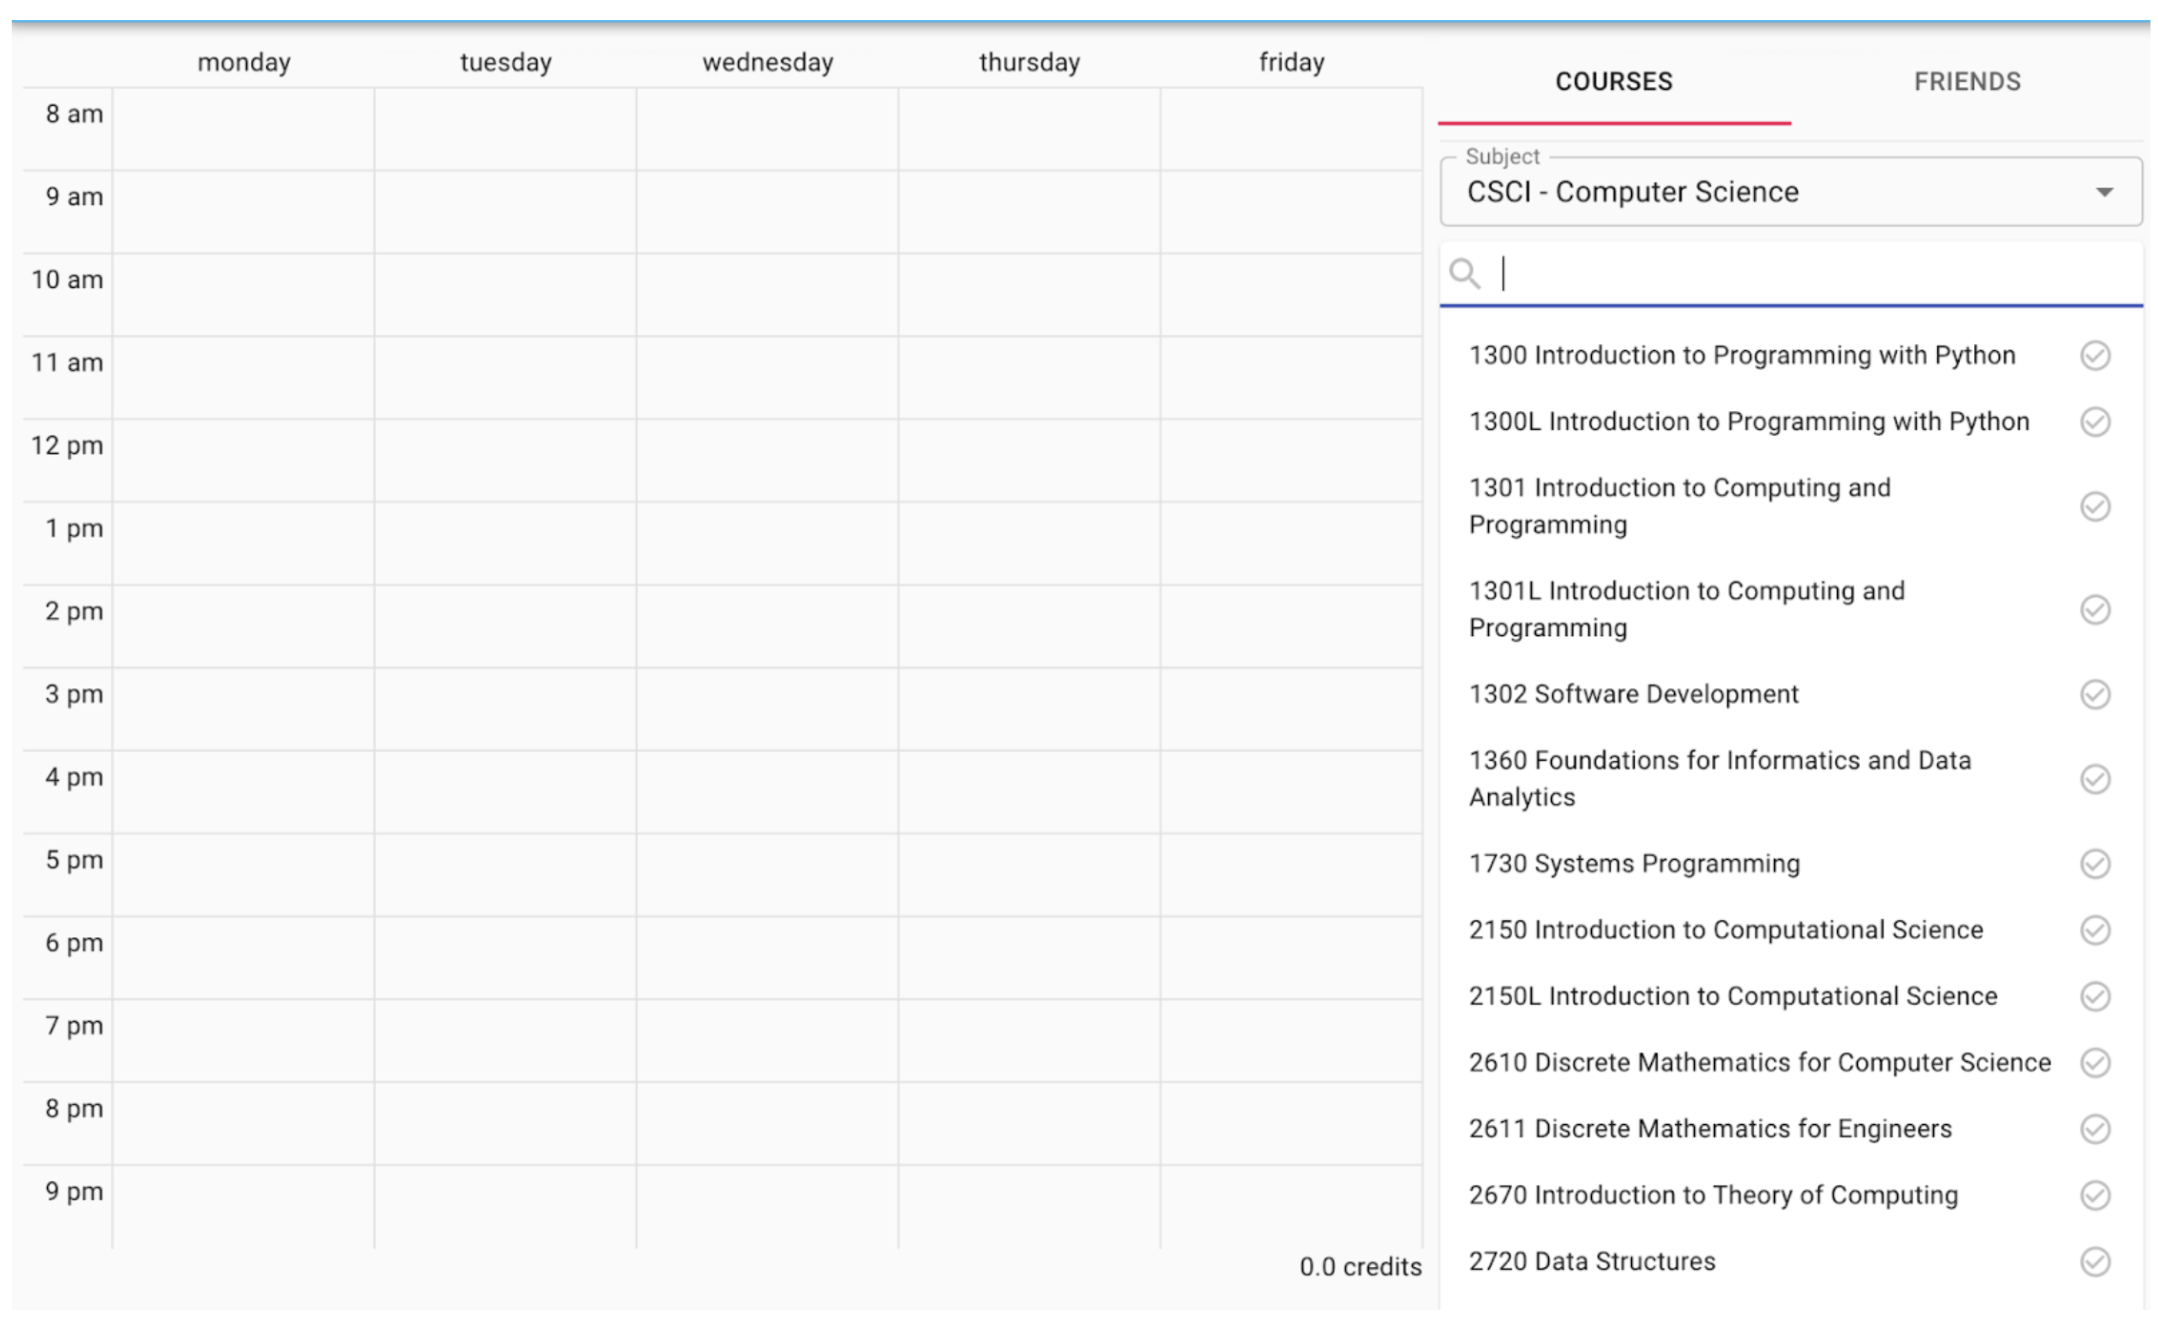 monday tuesday wednesday thursday friday
8 am
9 am
10 am
11 am
12 pm
1 pm
2 pm
3 pm
4 pm
5 pm
6 pm
7 pm
8 pm
9 pm
0.0 credits
COURSES FRIENDS
Subject
CSCI - Computer Science
1300 Introduction to Programming with Python
1300L Introduction to Programming with Python
1301 Introduction to Computing and
Programming
1301L Introduction to Computing and
Programming
1302 Software Development
1360 Foundations for Informatics and Data
Analytics
1730 Systems Programming
2150 Introduction to Computational Science
2150L Introduction to Computational Science
2610 Discrete Mathematics for Computer Science
2611 Discrete Mathematics for Engineers
2670 Introduction to Theory of Computing
2720 Data Structures